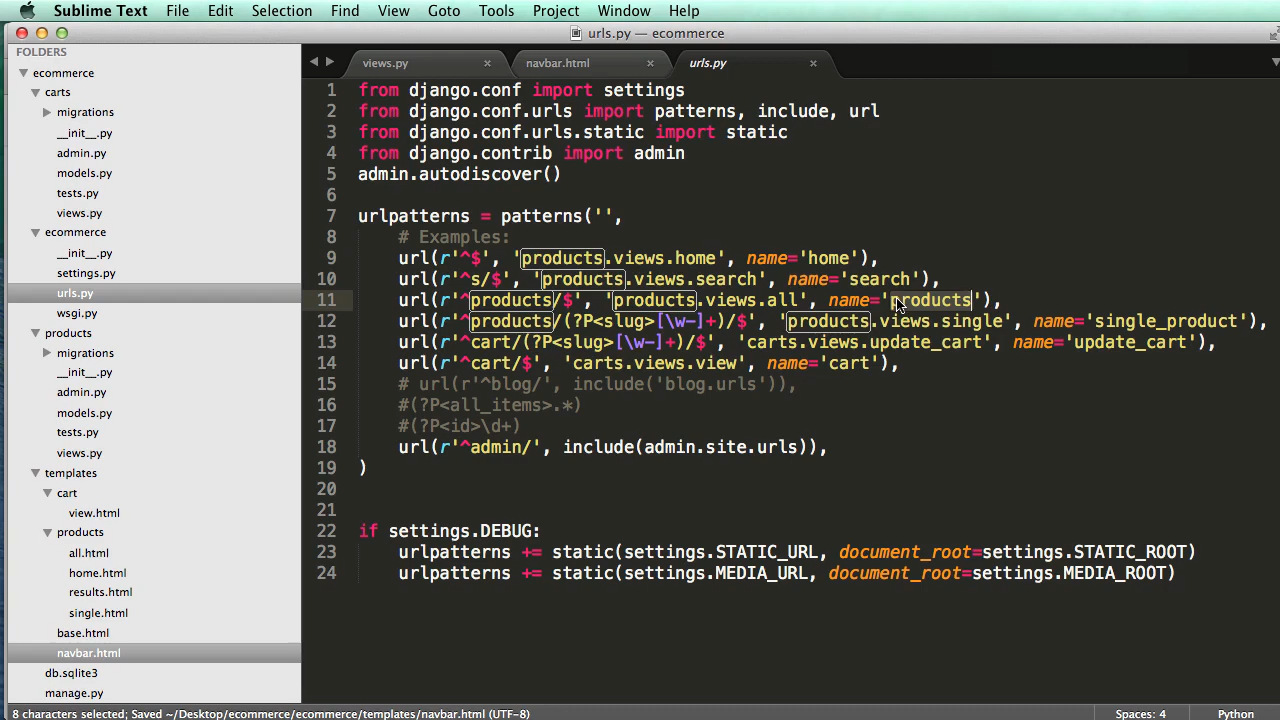 Sublime Text File Edit Selection Find View Goto Tools Project Window Help
urls.py — ecommerce
FOLDERS
ecommerce
carts
migrations
__init__.py
admin.py
models.py
tests.py
views.py
ecommerce
__init__.py
settings.py
urls.py
wsgi.py
products
migrations
__init__.py
admin.py
models.py
tests.py
views.py
templates
cart
view.html
products
all.html
home.html
results.html
single.html
base.html
navbar.html
db.sqlite3
manage.py
views.py × navbar.html × urls.py ×
1 from django.conf import settings
2 from django.conf.urls import patterns, include, url
3 from django.conf.urls.static import static
4 from django.contrib import admin
5 admin.autodiscover()
6
7 urlpatterns = patterns('',
8 # Examples:
9 url(r'^$', 'products.views.home', name='home'),
10 url(r'^s/$', 'products.views.search', name='search'),
11 url(r'^products/$', 'products.views.all', name='products'),
12 url(r'^products/(?P<slug>[\w-]+)/$', 'products.views.single', name='single_product'),
13 url(r'^cart/(?P<slug>[\w-]+)/$', 'carts.views.update_cart', name='update_cart'),
14 url(r'^cart/$', 'carts.views.view', name='cart'),
15 # url(r'^blog/', include('blog.urls')),
16 #(?P<all_items>.*)
17 #(?P<id>\d+)
18 url(r'^admin/', include(admin.site.urls)),
19 )
20
21
22 if settings.DEBUG:
23 urlpatterns += static(settings.STATIC_URL, document_root=settings.STATIC_ROOT)
24 urlpatterns += static(settings.MEDIA_URL, document_root=settings.MEDIA_ROOT)
8 characters selected; Saved ~/Desktop/ecommerce/ecommerce/templates/navbar.html (UTF-8) Spaces: 4 Python